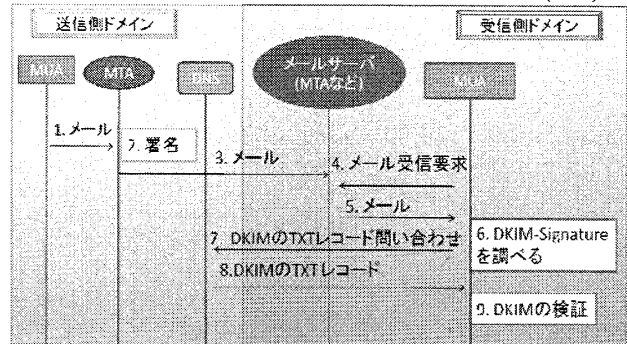 送信側ドメイン
受信側ドメイン
MUA
MTA
DNS
メールサーバ
(MTAなど)
MUA
1. メール
2. 署名
3. メール
4. メール受信要求
5. メール
6. DKIM-Signature
を調べる
7 DKIMのTXTレコード問い合わせ
8.DKIMのTXTレコード
9. DKIMの検証